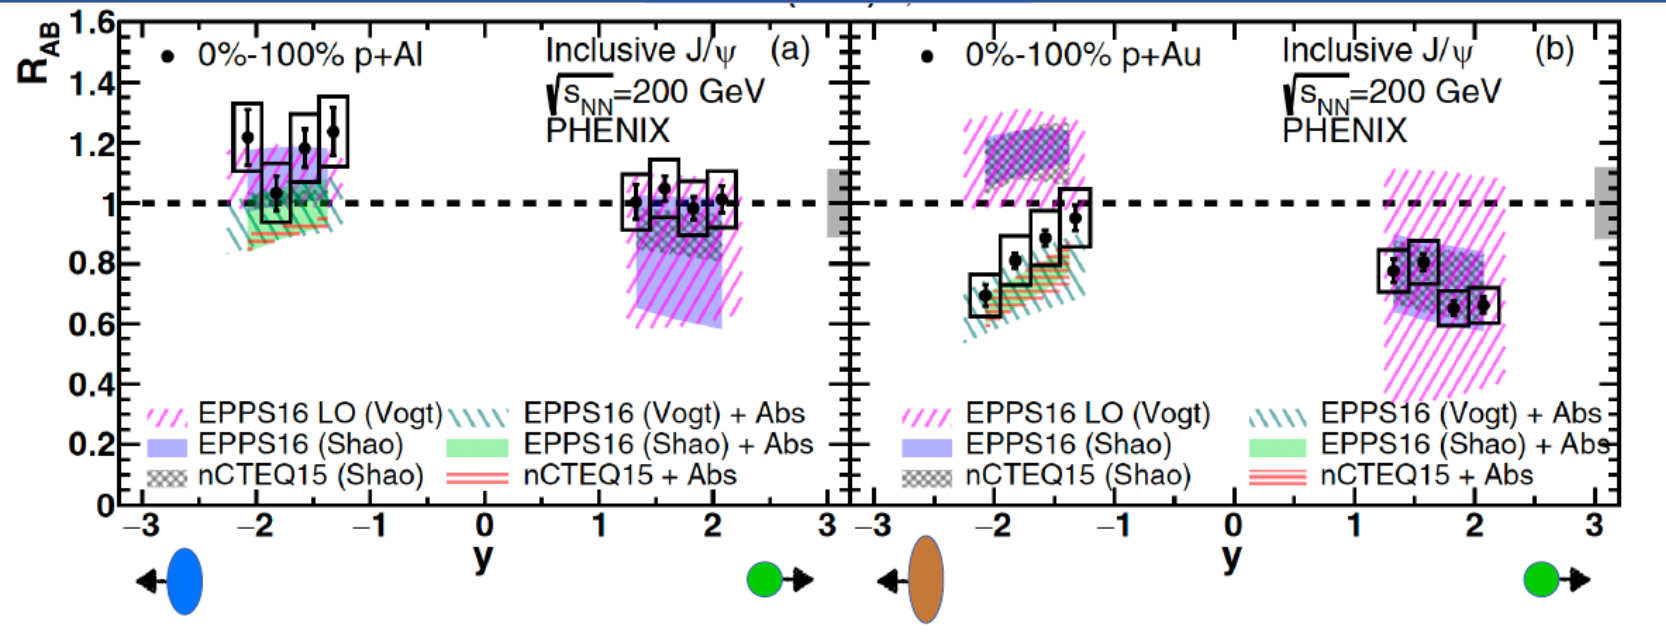 R_AB
1.6
1.4
1.2
1
0.8
0.6
0.4
0.2
0
0%-100% p+Al
Inclusive J/ψ (a)
√s_NN=200 GeV
PHENIX
EPPS16 LO (Vogt) EPPS16 (Vogt) + Abs
EPPS16 (Shao) EPPS16 (Shao) + Abs
nCTEQ15 (Shao) nCTEQ15 + Abs
−3 −2 −1 0 1 2 3
y
0%-100% p+Au
Inclusive J/ψ (b)
√s_NN=200 GeV
PHENIX
EPPS16 LO (Vogt) EPPS16 (Vogt) + Abs
EPPS16 (Shao) EPPS16 (Shao) + Abs
nCTEQ15 (Shao) nCTEQ15 + Abs
−3 −2 −1 0 1 2 3
y